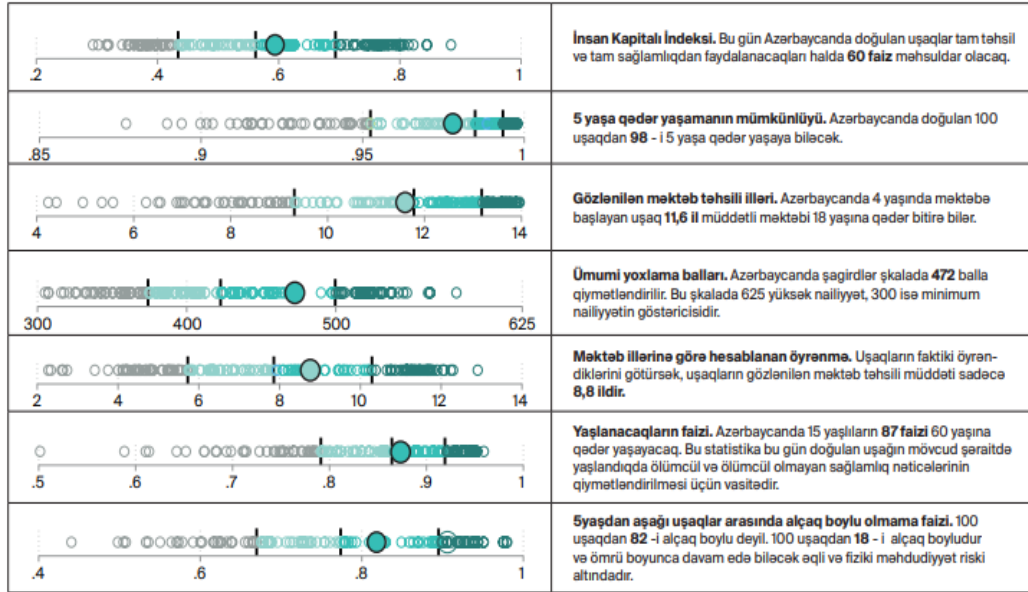 .2 .4 .6 .8 1
İnsan Kapitalı İndeksi. Bu gün Azərbaycanda doğulan uşaqlar tam təhsil
və tam sağlamlıqdan faydalanacaqları halda 60 faiz məhsuldar olacaq.
.85 .9 .95 1
5 yaşa qədər yaşamanın mümkünlüyü. Azərbaycanda doğulan 100
uşaqdan 98 - i 5 yaşa qədər yaşaya biləcək.
4 6 8 10 12 14
Gözlənilən məktəb təhsili illəri. Azərbaycanda 4 yaşında məktəbə
başlayan uşaq 11,6 il müddətli məktəbi 18 yaşına qədər bitirə bilər.
300 400 500 625
Ümumi yoxlama balları. Azərbaycanda şagirdlər şkalada 472 balla
qiymətləndirilir. Bu şkalada 625 yüksək nailiyyət, 300 isə minimum
nailiyyətin göstəricisidir.
2 4 6 8 10 12 14
Məktəb illərinə görə hesablanan öyrənmə. Uşaqların faktiki öyrən-
diklərini götürsək, uşaqların gözlənilən məktəb təhsili müddəti sadəcə
8,8 ildir.
.5 .6 .7 .8 .9 1
Yaşlanacaqların faizi. Azərbaycanda 15 yaşlıların 87 faizi 60 yaşına
qədər yaşayacaq. Bu statistika bu gün doğulan uşağın mövcud şəraitdə
yaşlandıqda ölümcül və ölümcül olmayan sağlamlıq nəticələrinin
qiymətləndirilməsi üçün vasitədir.
.4 .6 .8 1
5yaşdan aşağı uşaqlar arasında alçaq boylu olmama faizi. 100
uşaqdan 82 -i alçaq boylu deyil. 100 uşaqdan 18 - i alçaq boyludur
və ömrü boyunca davam edə biləcək əqli və fiziki məhdudiyyət riski
altındadır.